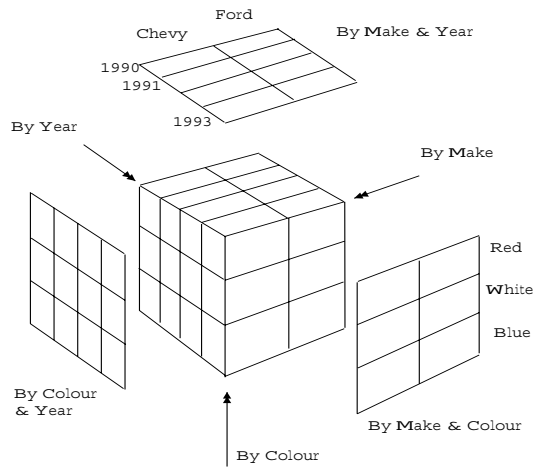 Ford
Chevy
By Make & Year
1990
1991
1993
By Year
By Make
Red
White
Blue
By Colour
& Year
By Make & Colour
By Colour